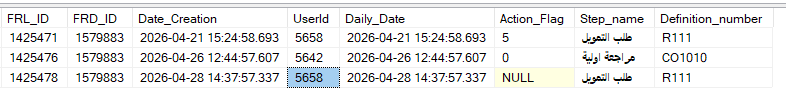 FRL_ID FRD_ID Date_Creation UserId Daily_Date Action_Flag Step_name Definition_number
1425471 1579883 2026-04-21 15:24:58.693 5658 2026-04-21 15:24:58.693 5 طلب التمويل R111
1425476 1579883 2026-04-26 12:44:57.607 5642 2026-04-26 12:44:57.607 0 مراجعة اولية CO1010
1425478 1579883 2026-04-28 14:37:57.337 5658 2026-04-28 14:37:57.337 NULL طلب التمويل R111